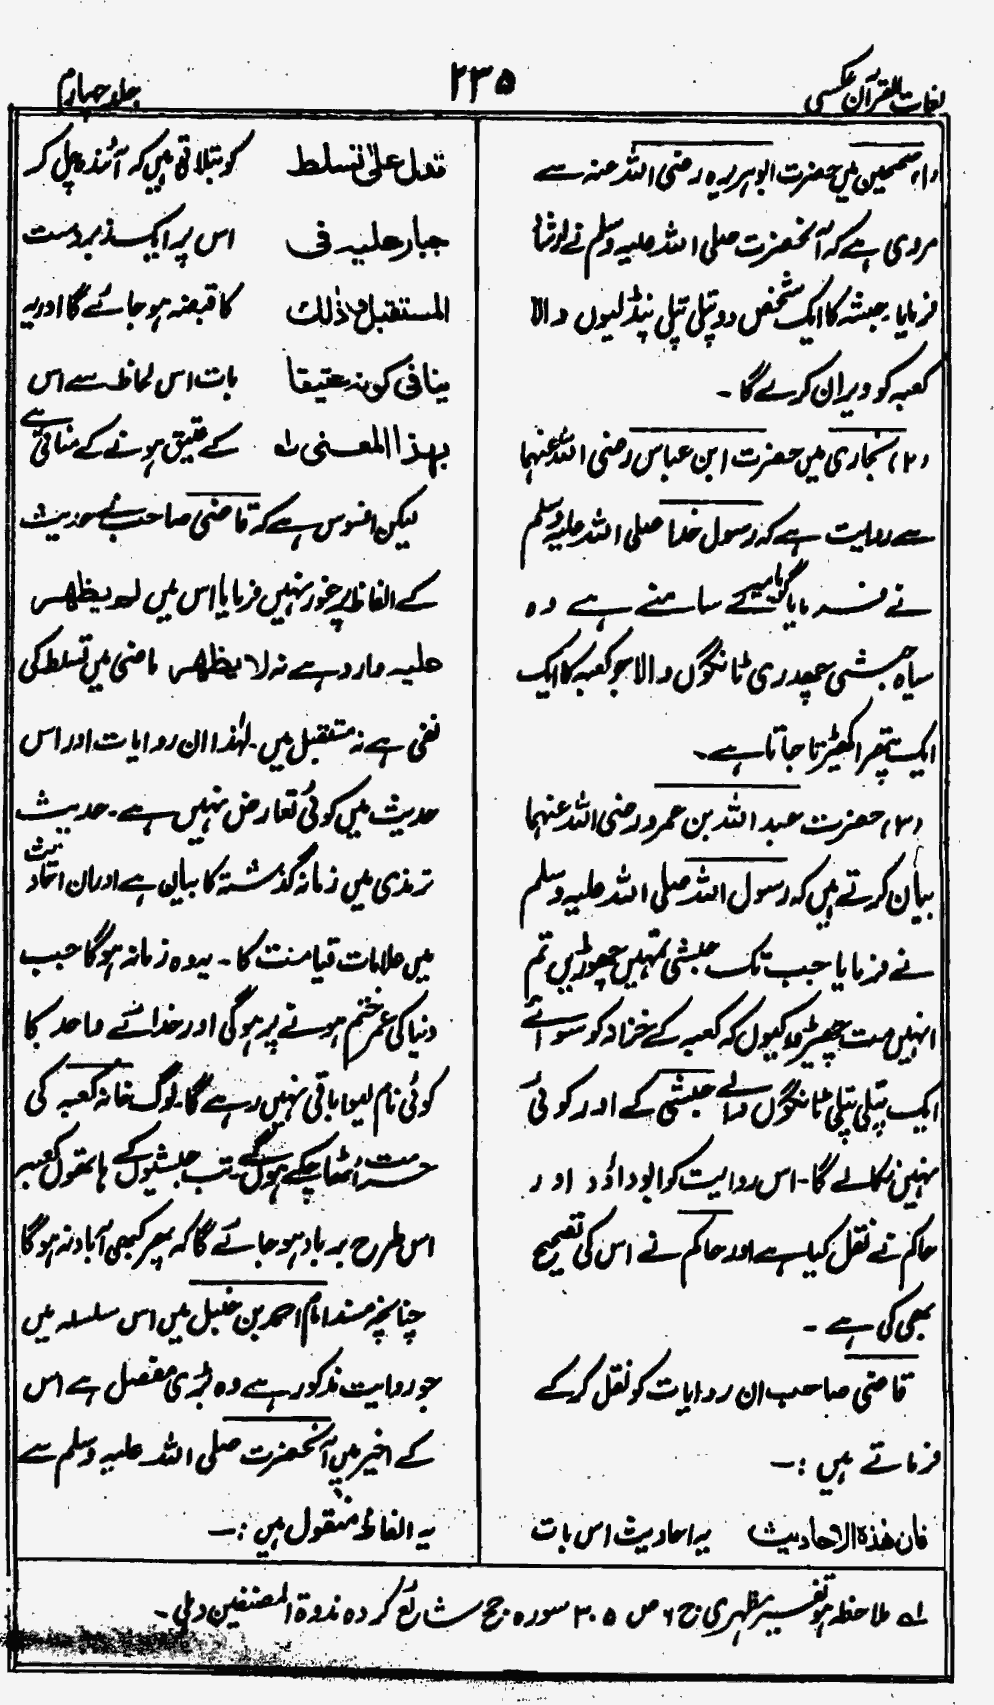 لغات القرآن عکسی
۲۳۵
جلد چہارم
(۱) صحیحین میں حضرت ابوہریرہ رضی اللہ عنہ سے
مروی ہے کہ آنحضرت صلی اللہ علیہ وسلم نے ارشاد
فرمایا۔ حبشہ کا ایک شخص دو پتلی پتلی پنڈلیوں والا
کعبہ کو ویران کرے گا۔
(۲) بخاری میں حضرت ابن عباس رضی اللہ عنہما
سے روایت ہے کہ رسول خدا صلی اللہ علیہ وسلم
نے فرمایا گویا میرے سامنے ہے وہ
سیاہ حبشی چھدری ٹانگوں والا جو کعبہ کا ایک
ایک پتھر اکھیڑتا جاتا ہے۔
(۳) حضرت عبد اللہ بن عمرو رضی اللہ عنہما
بیان کرتے ہیں کہ رسول اللہ صلی اللہ علیہ وسلم
نے فرمایا جب تک حبشی تمہیں چھوڑیں تم
انہیں مت چھیڑو کیوں کہ کعبہ کے خزانہ کو سوائے
ایک پتلی پتلی ٹانگوں والے حبشی کے اور کوئی
نہیں نکالے گا۔ اس روایت کو ابوداؤد اور
حاکم نے نقل کیا ہے اور حاکم نے اس کی تصحیح
بھی کی ہے۔
قاضی صاحب ان روایات کو نقل کرکے
فرماتے ہیں :۔
فان ھذہ الاحادیث یہ احادیث اس بات
تدل علیٰ تسلط کو بتلاتی ہیں کہ آئندہ چل کر
جبار علیہ فی اس پر ایک زبردست
المستقبل وذٰلک کا قبضہ ہو جائے گا اور یہ
ینافی کونہ عتیقا بات اس لحاظ سے اس
بہذا المعنی لہ کے عتیق ہونے کے منافی ہے
لیکن افسوس ہے کہ قاضی صاحب نے حدیث
کے الفاظ پر غور نہیں فرمایا اس میں لم یظھر
علیہ وارد ہے نہ لا یظھر ماضی میں تسلط کی
نفی ہے نہ مستقبل میں۔ لہٰذا ان روایات اور اس
حدیث میں کوئی تعارض نہیں ہے۔ حدیث
ترمذی میں زمانہ گذشتہ کا بیان ہے اور ان احادیث
میں علامات قیامت کا۔ یہ وہ زمانہ ہوگا جب
دنیا کی عمر ختم ہونے پر ہوگی اور خدائے واحد کا
کوئی نام لیوا باقی نہیں رہے گا۔ لوگ خانہ کعبہ کی
حرمت اٹھا چکے ہوں گے۔ تب حبشیوں کے ہاتھوں کعبہ
اس طرح برباد ہو جائے گا کہ پھر کبھی آباد نہ ہوگا
چنانچہ مسند امام احمد بن حنبل میں اس سلسلہ میں
جو روایت مذکور ہے وہ بڑی مفصل ہے اس
کے اخیر میں آنحضرت صلی اللہ علیہ وسلم سے
یہ الفاظ منقول ہیں :۔
لہ ملاحظہ ہو تفسیر مظہری ج ۶ ص ۳۰۵ سورہ حج شائع کردہ ندوۃ المصنفین دہلی۔